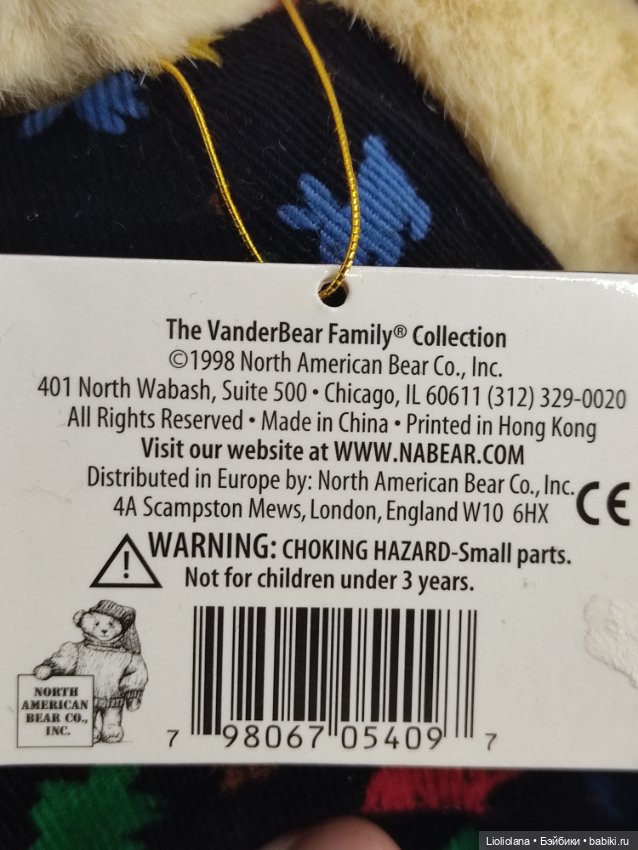 The VanderBear Family® Collection
©1998 North American Bear Co., Inc.
401 North Wabash, Suite 500 • Chicago, IL 60611 (312) 329-0020
All Rights Reserved • Made in China • Printed in Hong Kong
Visit our website at WWW.NABEAR.COM
Distributed in Europe by: North American Bear Co., Inc.
4A Scampston Mews, London, England W10 6HX
CE
WARNING: CHOKING HAZARD-Small parts.
Not for children under 3 years.
NORTH
AMERICAN
BEAR CO.,
INC.
7 98067 05409 7
Lioliolana • Бэйбики • babiki.ru